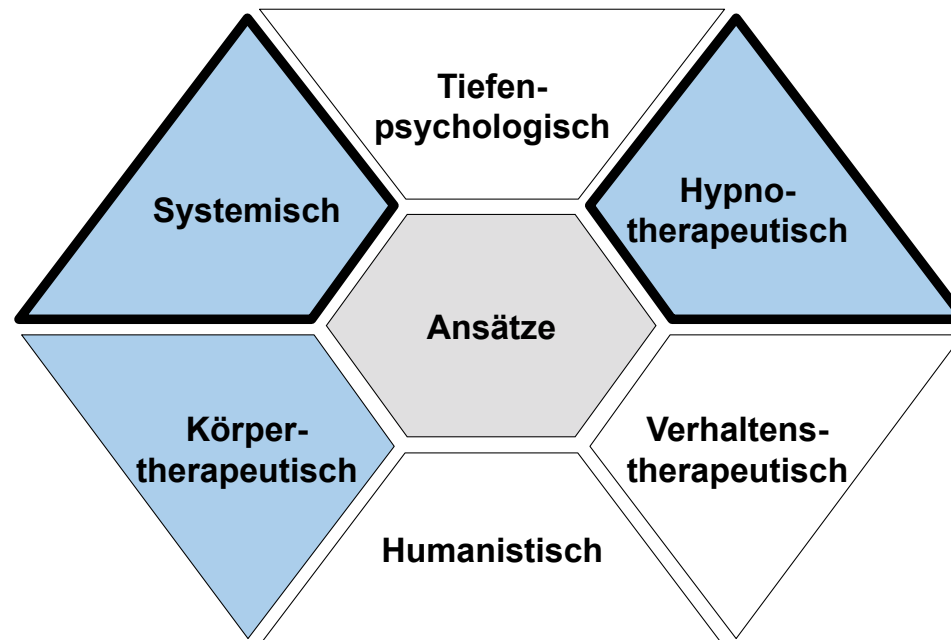 Tiefen-
psychologisch
Systemisch
Hypno-
therapeutisch
Ansätze
Körper-
therapeutisch
Verhaltens-
therapeutisch
Humanistisch